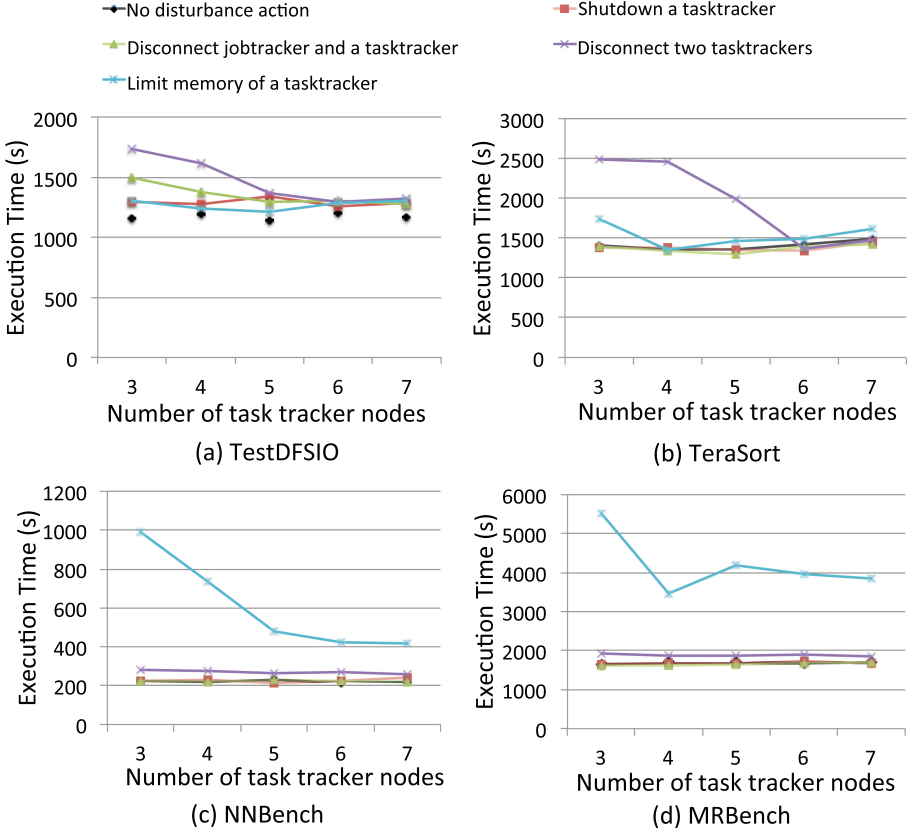 No disturbance action
Shutdown a tasktracker
Disconnect jobtracker and a tasktracker
Disconnect two tasktrackers
Limit memory of a tasktracker
Execution Time (s)
2000
1500
1000
500
0
3 4 5 6 7
Number of task tracker nodes
(a) TestDFSIO
Execution Time (s)
3000
2500
2000
1500
1000
500
0
3 4 5 6 7
Number of task tracker nodes
(b) TeraSort
Execution Time (s)
1200
1000
800
600
400
200
0
3 4 5 6 7
Number of task tracker nodes
(c) NNBench
Execution Time (s)
6000
5000
4000
3000
2000
1000
0
3 4 5 6 7
Number of task tracker nodes
(d) MRBench